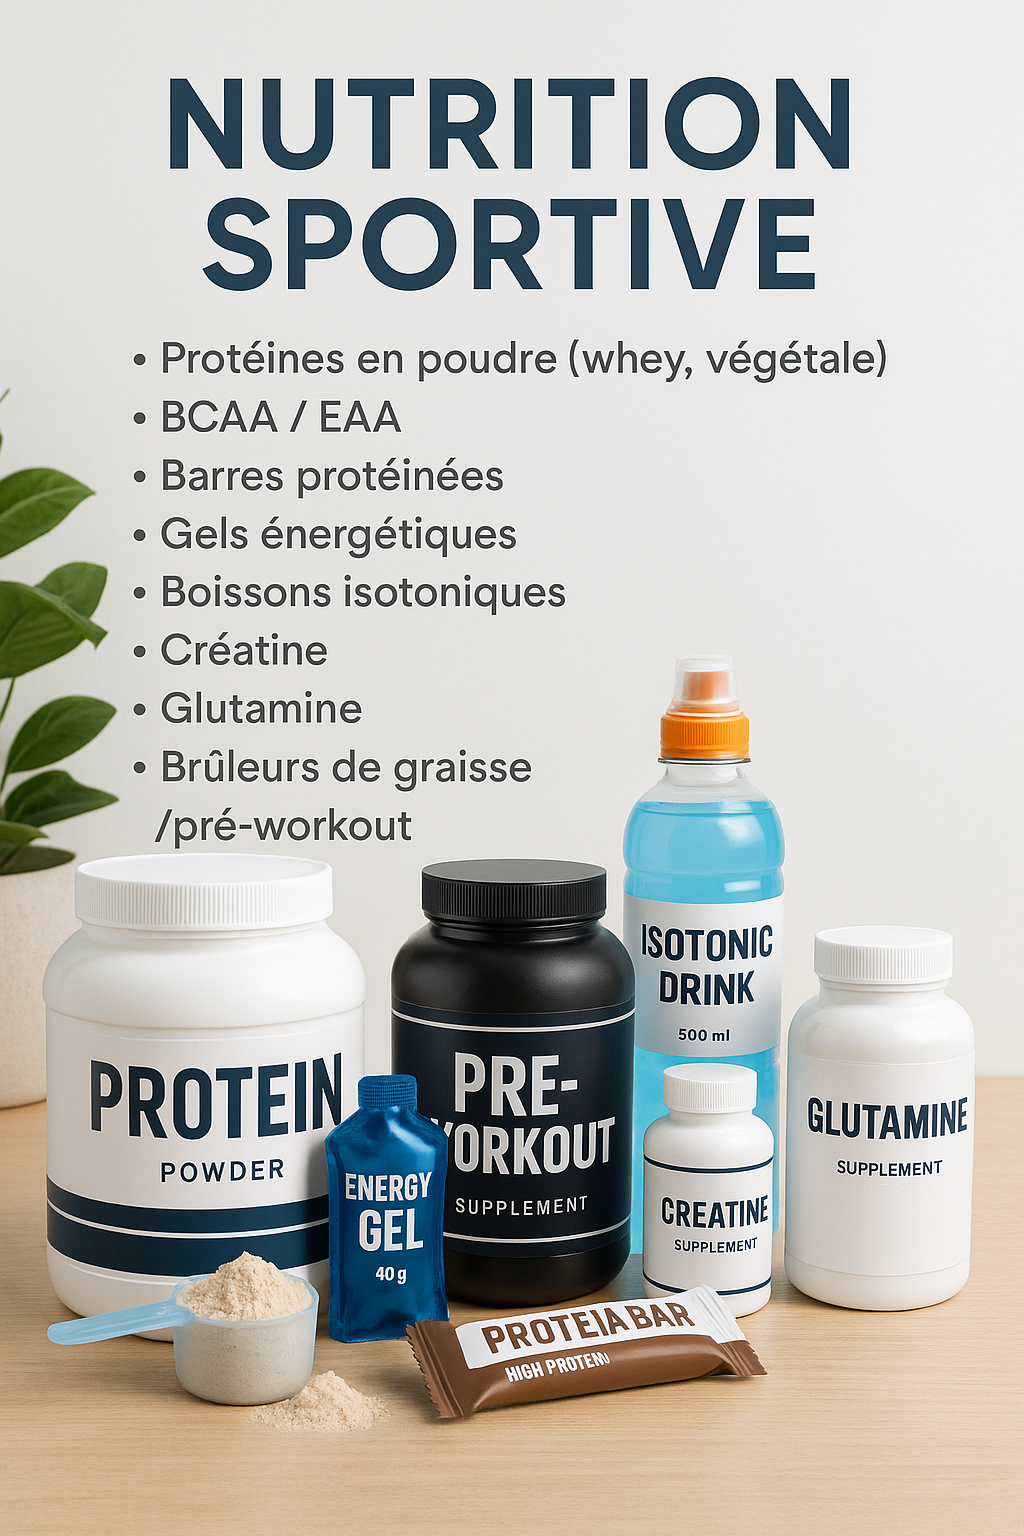 NUTRITION
SPORTIVE
• Protéines en poudre (whey, végétale)
• BCAA / EAA
• Barres protéinées
• Gels énergétiques
• Boissons isotoniques
• Créatine
• Glutamine
• Brûleurs de graisse
/pré-workout
ISOTONIC
DRINK
500 ml
PROTEIN
POWDER
PRE-
WORKOUT
SUPPLEMENT
ENERGY
GEL
40 g
CREATINE
SUPPLEMENT
GLUTAMINE
SUPPLEMENT
PROTEIA BAR
HIGH PROTEIN